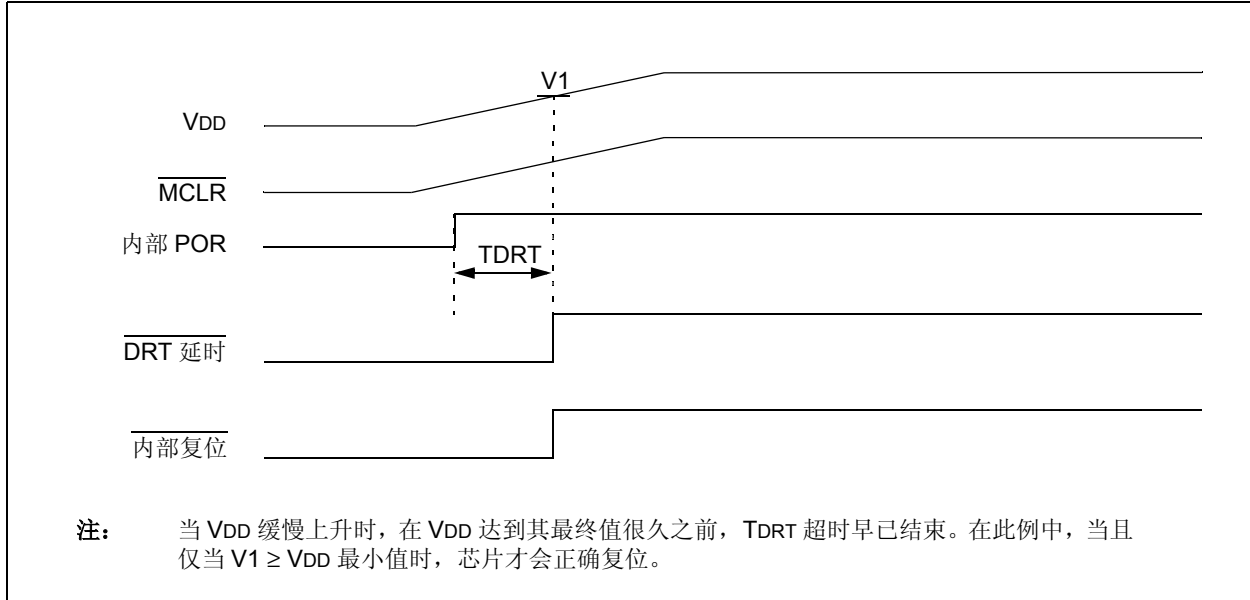 V1
VDD
MCLR
内部 POR
TDRT
DRT 延时
内部复位
注： 当 VDD 缓慢上升时，在 VDD 达到其最终值很久之前，TDRT 超时早已结束。在此例中，当且
仅当 V1 ≥ VDD 最小值时，芯片才会正确复位。